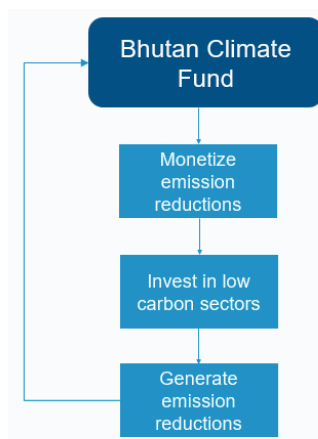 Bhutan Climate
Fund
Monetize
emission
reductions
Invest in low
carbon sectors
Generate
emission
reductions